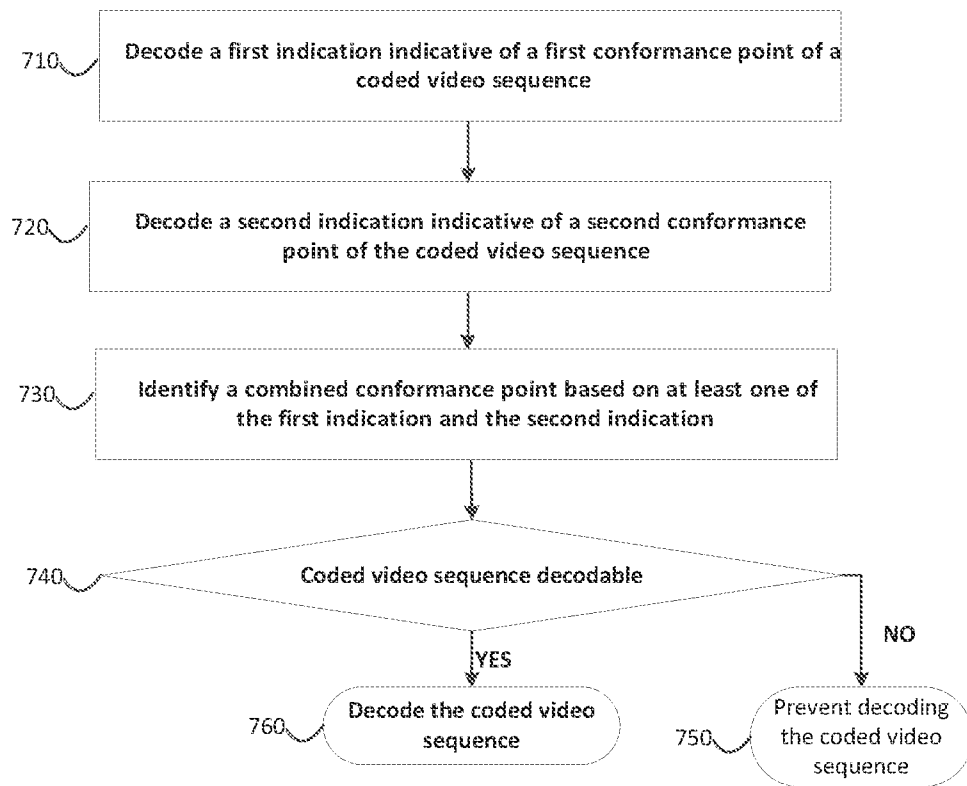 710
Decode a first indication indicative of a first conformance point of a
coded video sequence
720
Decode a second indication indicative of a second conformance
point of the coded video sequence
730
Identify a combined conformance point based on at least one of
the first indication and the second indication
740
Coded video sequence decodable
NO
YES
760
Decode the coded video
sequence
750
Prevent decoding
the coded video
sequence